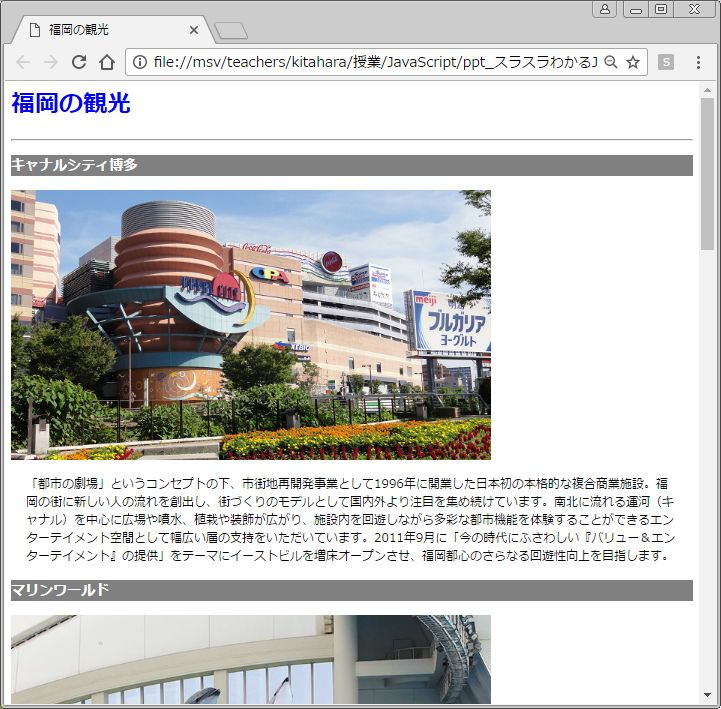 福岡の観光
file://msv/teachers/kitahara/授業/JavaScript/ppt_スラスラわかるJ
S
福岡の観光
キャナルシティ博多
Coca-Cola
OPA
CANAL CITY
meiji
ブルガリア
ヨーグルト
「都市の劇場」というコンセプトの下、市街地再開発事業として1996年に開業した日本初の本格的な複合商業施設。福
岡の街に新しい人の流れを創出し、街づくりのモデルとして国内外より注目を集め続けています。南北に流れる運河（キ
ャナル）を中心に広場や噴水、植栽や装飾が広がり、施設内を回遊しながら多彩な都市機能を体験することができるエン
ターテイメント空間として幅広い層の支持をいただいています。2011年9月に「今の時代にふさわしい『バリュー＆エン
ターテイメント』の提供」をテーマにイーストビルを増床オープンさせ、福岡都心のさらなる回遊性向上を目指します。
マリンワールド